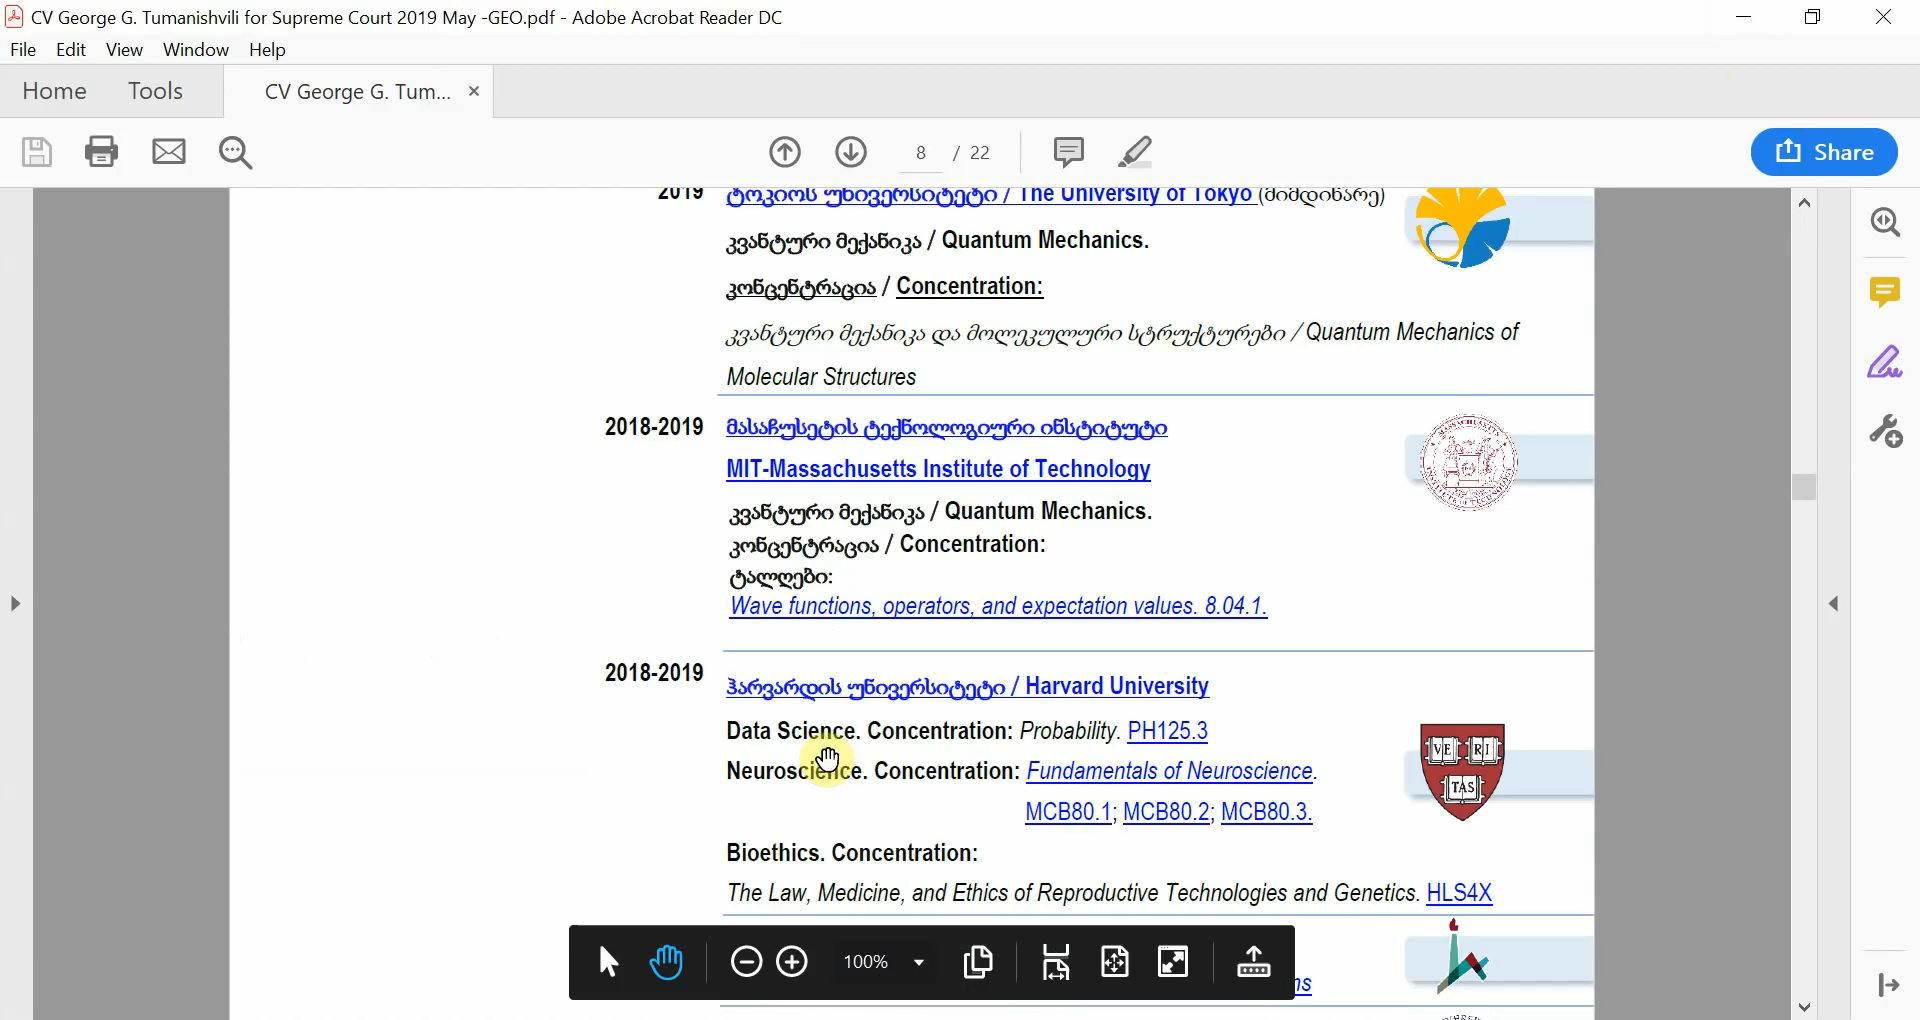 CV George G. Tumanishvili for Supreme Court 2019 May -GEO.pdf - Adobe Acrobat Reader DC
File Edit View Window Help
Home Tools CV George G. Tum... ×
8 / 22 Share
2019 ტოკიოს უნივერსიტეტი / The University of Tokyo (მიმდინარე)
კვანტური მექანიკა / Quantum Mechanics.
კონცენტრაცია / Concentration:
კვანტური მექანიკა და მოლეკულური სტრუქტურები / Quantum Mechanics of
Molecular Structures
2018-2019 მასაჩუსეტის ტექნოლოგიური ინსტიტუტი
MIT-Massachusetts Institute of Technology
კვანტური მექანიკა / Quantum Mechanics.
კონცენტრაცია / Concentration:
ტალღები:
Wave functions, operators, and expectation values. 8.04.1.
2018-2019 ჰარვარდის უნივერსიტეტი / Harvard University
Data Science. Concentration: Probability. PH125.3
VE RI
TAS
Neuroscience. Concentration: Fundamentals of Neuroscience.
MCB80.1; MCB80.2; MCB80.3.
Bioethics. Concentration:
The Law, Medicine, and Ethics of Reproductive Technologies and Genetics. HLS4X
100%